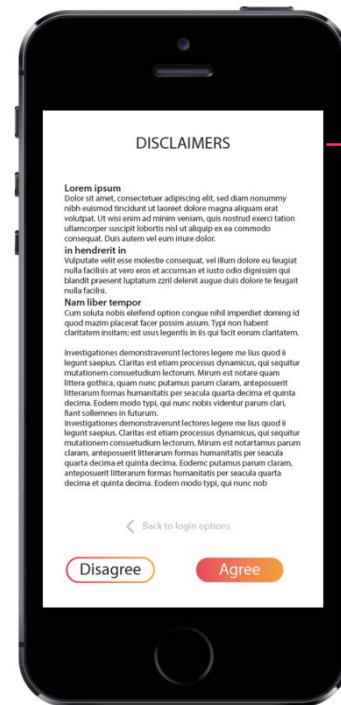 DISCLAIMERS
Lorem ipsum
Dolor sit amet, consectetuer adipiscing elit, sed diam nonummy
nibh euismod tincidunt ut laoreet dolore magna aliquam erat
volutpat. Ut wisi enim ad minim veniam, quis nostrud exerci tation
ullamcorper suscipit lobortis nisl ut aliquip ex ea commodo
consequat. Duis autem vel eum iriure dolor.
in hendrerit in
Vulputate velit esse molestie consequat, vel illum dolore eu feugiat
nulla facilisis at vero eros et accumsan et iusto odio dignissim qui
blandit praesent luptatum zzril delenit augue duis dolore te feugait
nulla facilisi.
Nam liber tempor
Cum soluta nobis eleifend option congue nihil imperdiet doming id
quod mazim placerat facer possim assum. Typi non habent
claritatem insitam; est usus legentis in iis qui facit eorum claritatem.
Investigationes demonstraverunt lectores legere me lius quod ii
legunt saepius. Claritas est etiam processus dynamicus, qui sequitur
mutationem consuetudium lectorum. Mirum est notare quam
littera gothica, quam nunc putamus parum claram, anteposuerit
litterarum formas humanitatis per seacula quarta decima et quinta
decima. Eodem modo typi, qui nunc nobis videntur parum clari,
fiant sollemnes in futurum.
Investigationes demonstraverunt lectores legere me lius quod ii
legunt saepius. Claritas est etiam processus dynamicus, qui sequitur
mutationem consuetudium lectorum. Mirum est notartamus parum
claram, anteposuerit litterarum formas humanitatis per seacula
quarta decima et quinta decima. Eodemc putamus parum claram,
anteposuerit litterarum formas humanitatis per seacula quarta
decima et quinta decima. Eodem modo typi, qui nunc nob
Back to login options
Disagree
Agree